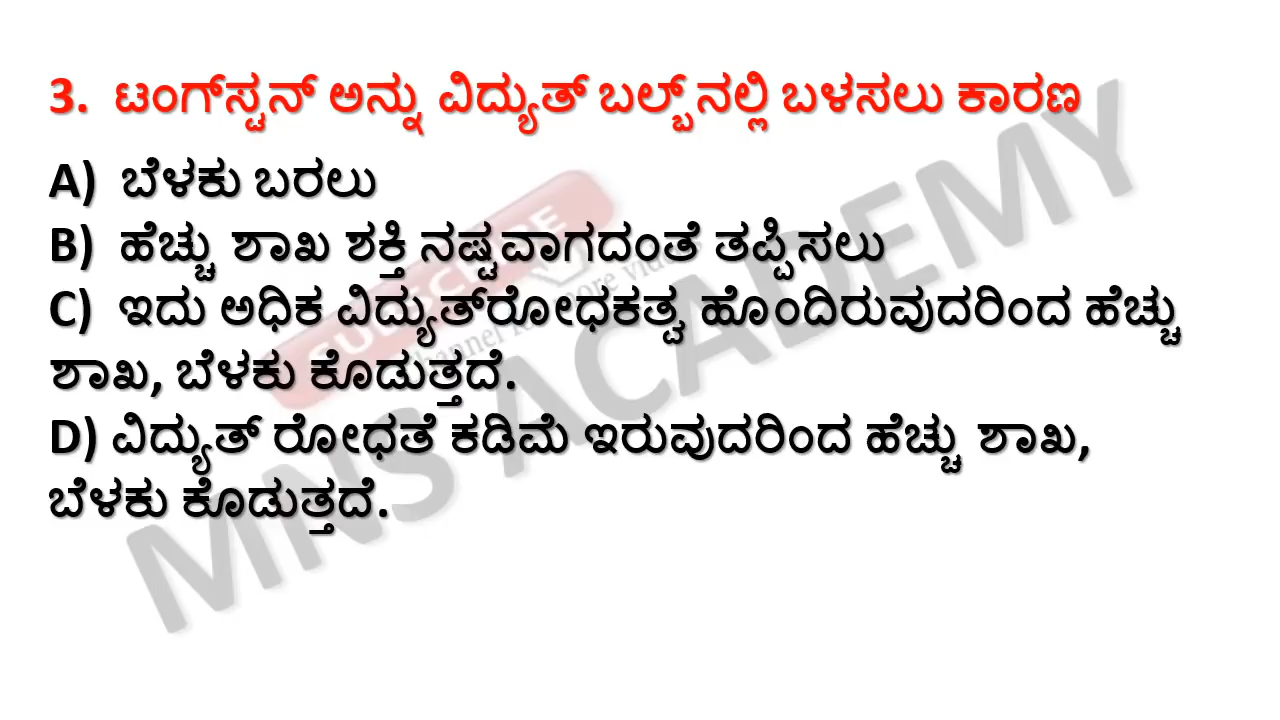 3. ಟಂಗ್‌ಸ್ಟನ್ ಅನ್ನು ವಿದ್ಯುತ್ ಬಲ್ಬ್‌ನಲ್ಲಿ ಬಳಸಲು ಕಾರಣ
A) ಬೆಳಕು ಬರಲು
B) ಹೆಚ್ಚು ಶಾಖ ಶಕ್ತಿ ನಷ್ಟವಾಗದಂತೆ ತಪ್ಪಿಸಲು
C) ಇದು ಅಧಿಕ ವಿದ್ಯುತ್‌ರೋಧಕತ್ವ ಹೊಂದಿರುವುದರಿಂದ ಹೆಚ್ಚು
ಶಾಖ, ಬೆಳಕು ಕೊಡುತ್ತದೆ.
D) ವಿದ್ಯುತ್ ರೋಧತೆ ಕಡಿಮೆ ಇರುವುದರಿಂದ ಹೆಚ್ಚು ಶಾಖ,
ಬೆಳಕು ಕೊಡುತ್ತದೆ.
MNS ACADEMY
SUBSCRIBE